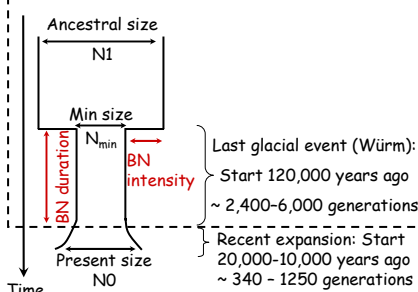 Ancestral size
N1
Min size
Nmin
BN duration
BN
intensity
Last glacial event (Würm):
Start 120,000 years ago
~ 2,400–6,000 generations
Recent expansion: Start
20,000-10,000 years ago
~ 340 – 1250 generations
Present size
N0
Time